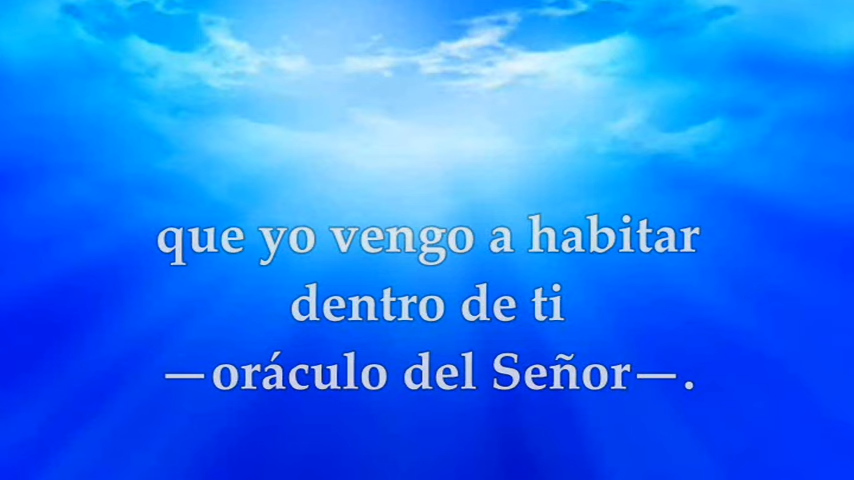 que yo vengo a habitar
dentro de ti
—oráculo del Señor—.